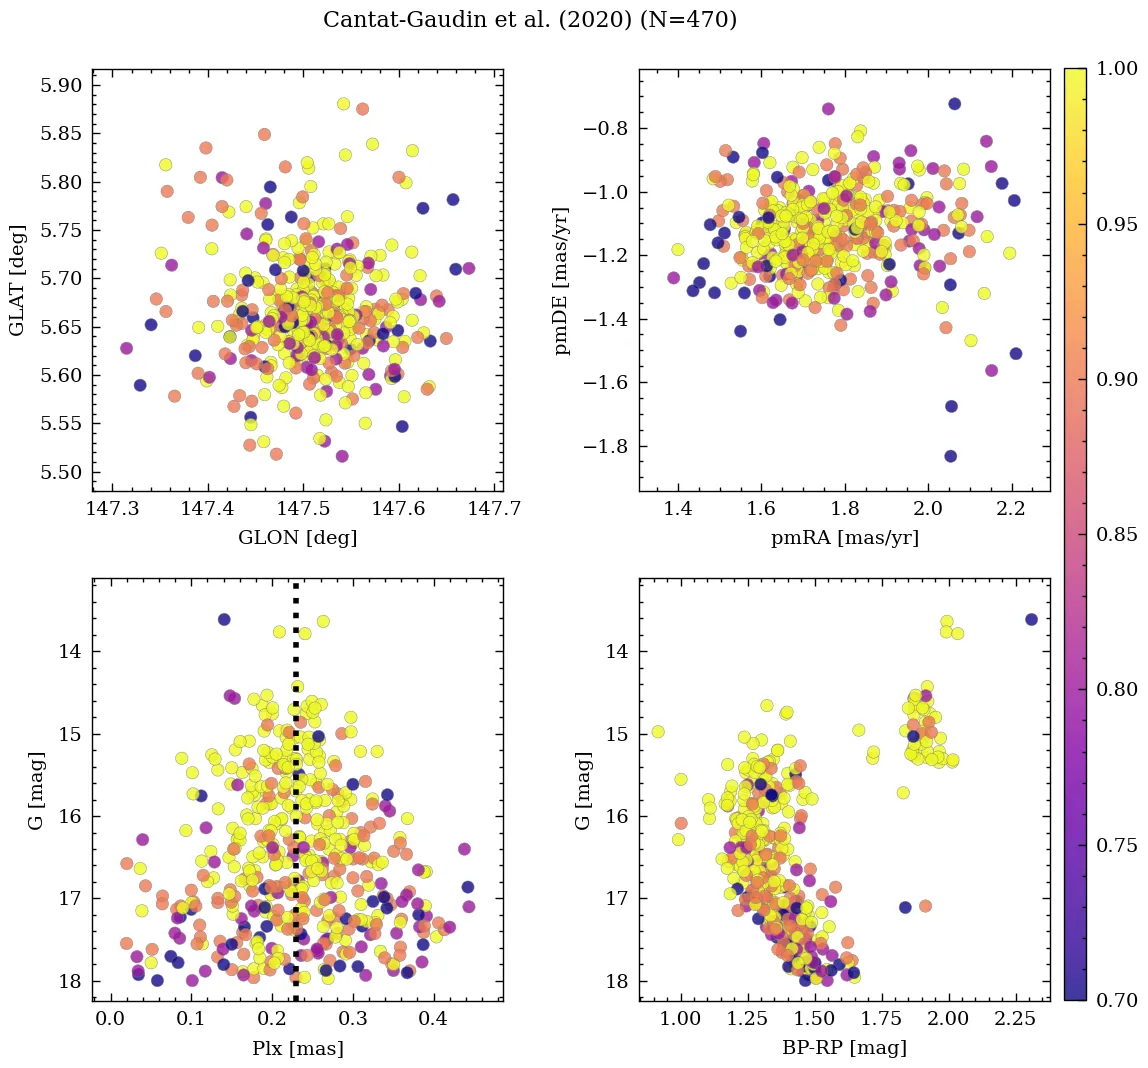 Cantat-Gaudin et al. (2020) (N=470)
5.90
5.85
5.80
5.75
5.70
5.65
5.60
5.55
5.50
GLAT [deg]
147.3 147.4 147.5 147.6 147.7
GLON [deg]
−0.8
−1.0
−1.2
−1.4
−1.6
−1.8
pmDE [mas/yr]
1.4 1.6 1.8 2.0 2.2
pmRA [mas/yr]
14
15
16
17
18
G [mag]
0.0 0.1 0.2 0.3 0.4
Plx [mas]
14
15
16
17
18
G [mag]
1.00 1.25 1.50 1.75 2.00 2.25
BP-RP [mag]
1.00
0.95
0.90
0.85
0.80
0.75
0.70